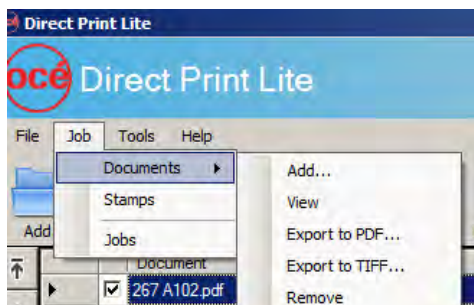 Direct Print Lite
océ Direct Print Lite
File Job Tools Help
Documents Add...
Stamps View
Jobs Export to PDF...
Add Export to TIFF...
Document
267 A102.pdf Remove